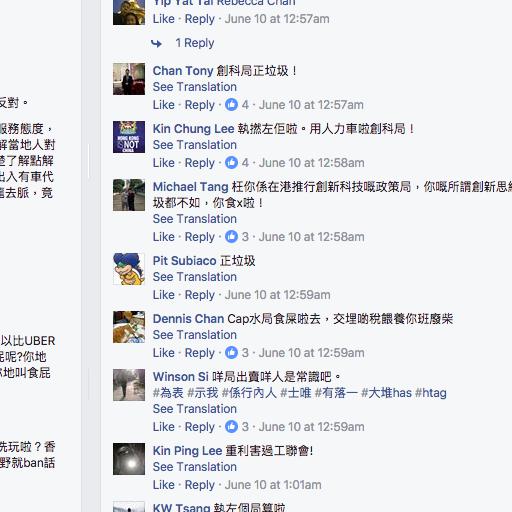 反對。
服務態度，
解當地人對
楚了解點解
出入有車代
龍去脈，竟
以比UBER
屁呢?你地
你地叫食屁
洗玩啦？香
野就ban話
Yip Yat Tai Rebecca Chan
Like · Reply · June 10 at 12:57am
1 Reply
Chan Tony 創科局正垃圾！
See Translation
Like · Reply · 4 · June 10 at 12:57am
Kin Chung Lee 執撚左佢啦。用人力車啦創科局！
See Translation
Like · Reply · 4 · June 10 at 12:58am
Michael Tang 枉你係在港推行創新科技嘅政策局，你嘅所謂創新思維
圾都不如，你食x啦！
See Translation
Like · Reply · 3 · June 10 at 12:58am
Pit Subiaco 正垃圾
See Translation
Like · Reply · June 10 at 12:59am
Dennis Chan Cap水局食屎啦去，交埋啲稅餵養你班廢柴
See Translation
Like · Reply · 3 · June 10 at 12:59am
Winson Si 咩局出賣咩人是常識吧。
#為表 #示我 #係行內人 #士唯 #有落一 #大堆has #htag
See Translation
Like · Reply · 3 · June 10 at 12:59am
Kin Ping Lee 重利害過工聯會!
See Translation
Like · Reply · June 10 at 1:01am
KW Tsang 執左個局算啦